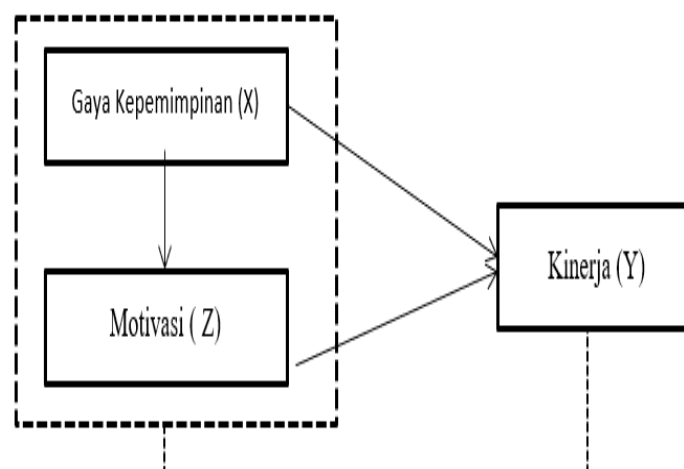 Gaya Kepemimpinan (X)
Kinerja (Y)
Motivasi ( Z)